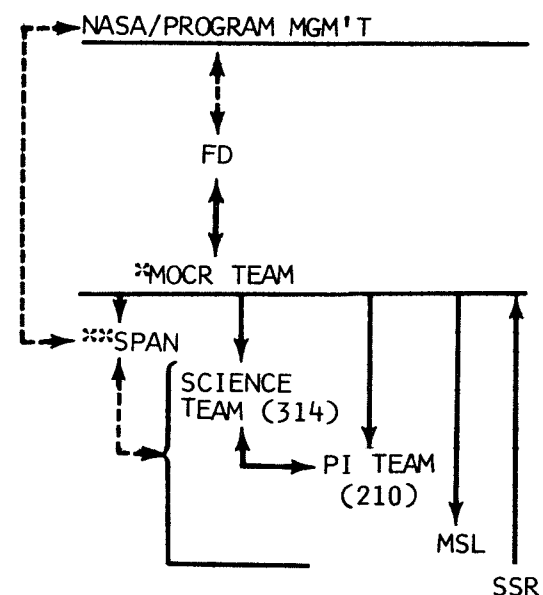 NASA/PROGRAM MGM'T
FD
*MOCR TEAM
**SPAN
SCIENCE
TEAM (314)
PI TEAM
(210)
MSL
SSR